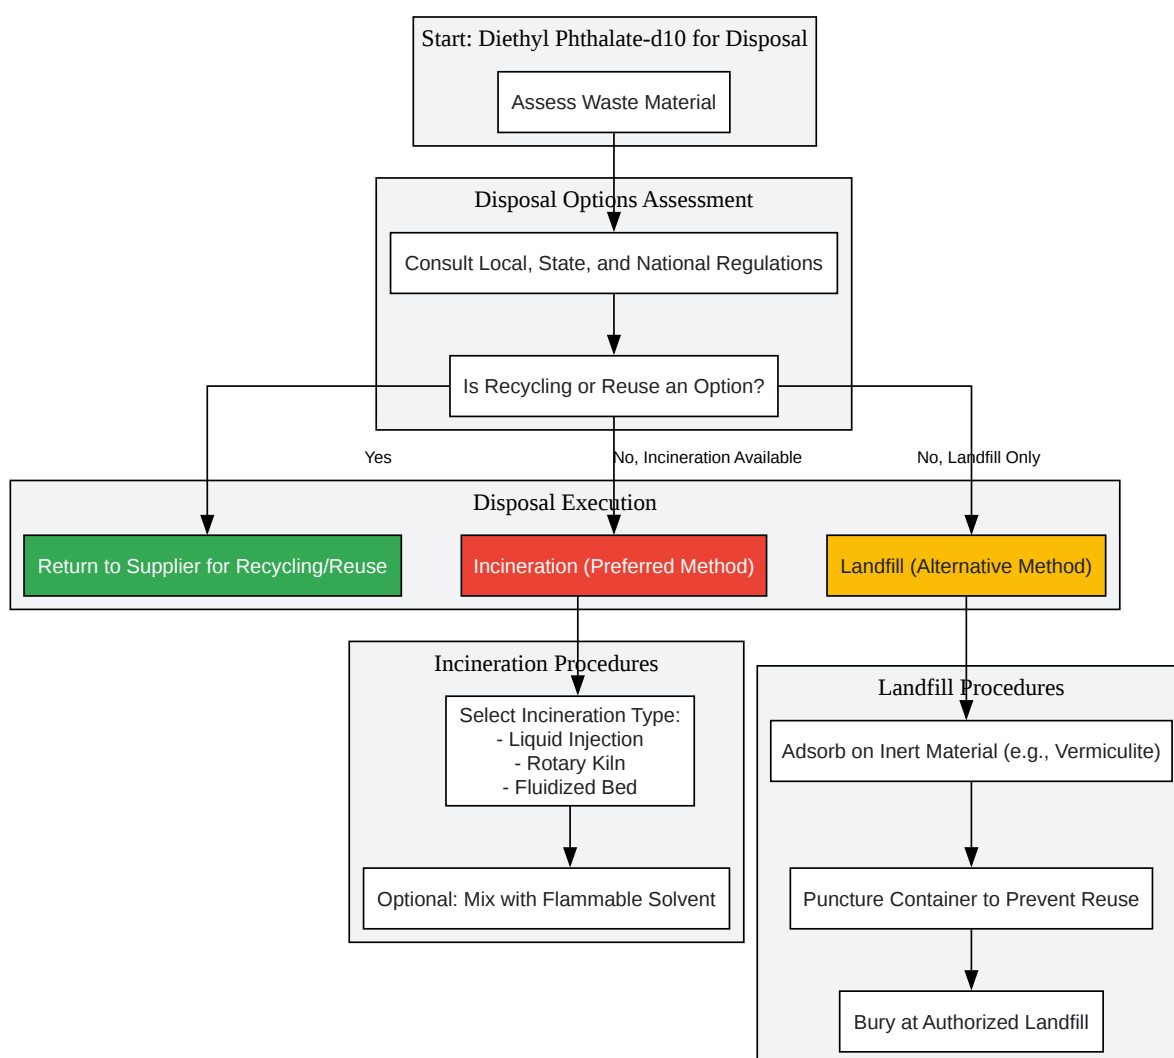 Start: Diethyl Phthalate-d10 for Disposal
Assess Waste Material
Disposal Options Assessment
Consult Local, State, and National Regulations
Is Recycling or Reuse an Option?
Yes
No, Incineration Available
No, Landfill Only
Disposal Execution
Return to Supplier for Recycling/Reuse
Incineration (Preferred Method)
Landfill (Alternative Method)
Incineration Procedures
Select Incineration Type:
- Liquid Injection
- Rotary Kiln
- Fluidized Bed
Optional: Mix with Flammable Solvent
Landfill Procedures
Adsorb on Inert Material (e.g., Vermiculite)
Puncture Container to Prevent Reuse
Bury at Authorized Landfill